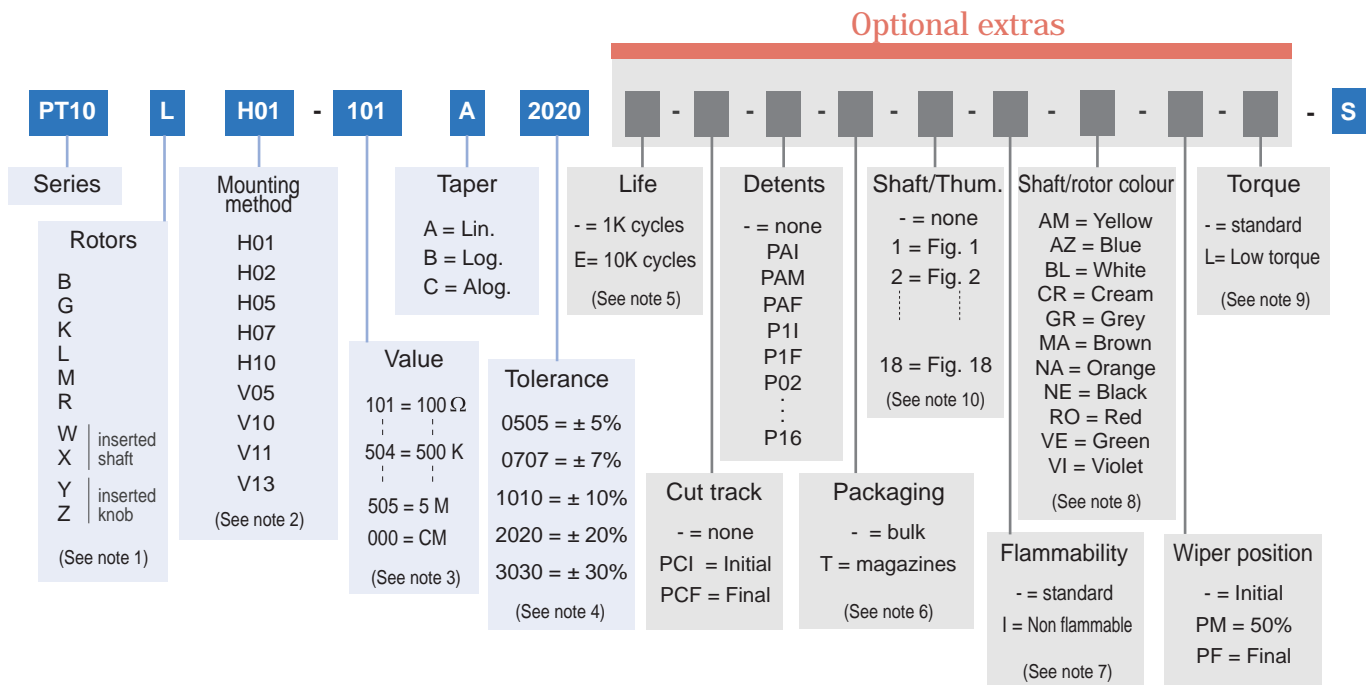 Optional extras
PT10 L H01 - 101 A 2020 - - - - - - - - - S
Series
Rotors
B
G
K
L
M
R
W
X
inserted
shaft
Y
Z
inserted
knob
(See note 1)
Mounting
method
H01
H02
H05
H07
H10
V05
V10
V11
V13
(See note 2)
Value
101 = 100 Ω
504 = 500 K
505 = 5 M
000 = CM
(See note 3)
Taper
A = Lin.
B = Log.
C = Alog.
Tolerance
0505 = ± 5%
0707 = ± 7%
1010 = ± 10%
2020 = ± 20%
3030 = ± 30%
(See note 4)
Life
- = 1K cycles
E= 10K cycles
(See note 5)
Cut track
- = none
PCI = Initial
PCF = Final
Detents
- = none
PAI
PAM
PAF
P1I
P1F
P02
:
:
P16
Packaging
- = bulk
T = magazines
(See note 6)
Shaft/Thum.
- = none
1 = Fig. 1
2 = Fig. 2
18 = Fig. 18
(See note 10)
Flammability
- = standard
I = Non flammable
(See note 7)
Shaft/rotor colour
AM = Yellow
AZ = Blue
BL = White
CR = Cream
GR = Grey
MA = Brown
NA = Orange
NE = Black
RO = Red
VE = Green
VI = Violet
(See note 8)
Wiper position
- = Initial
PM = 50%
PF = Final
Torque
- = standard
L= Low torque
(See note 9)